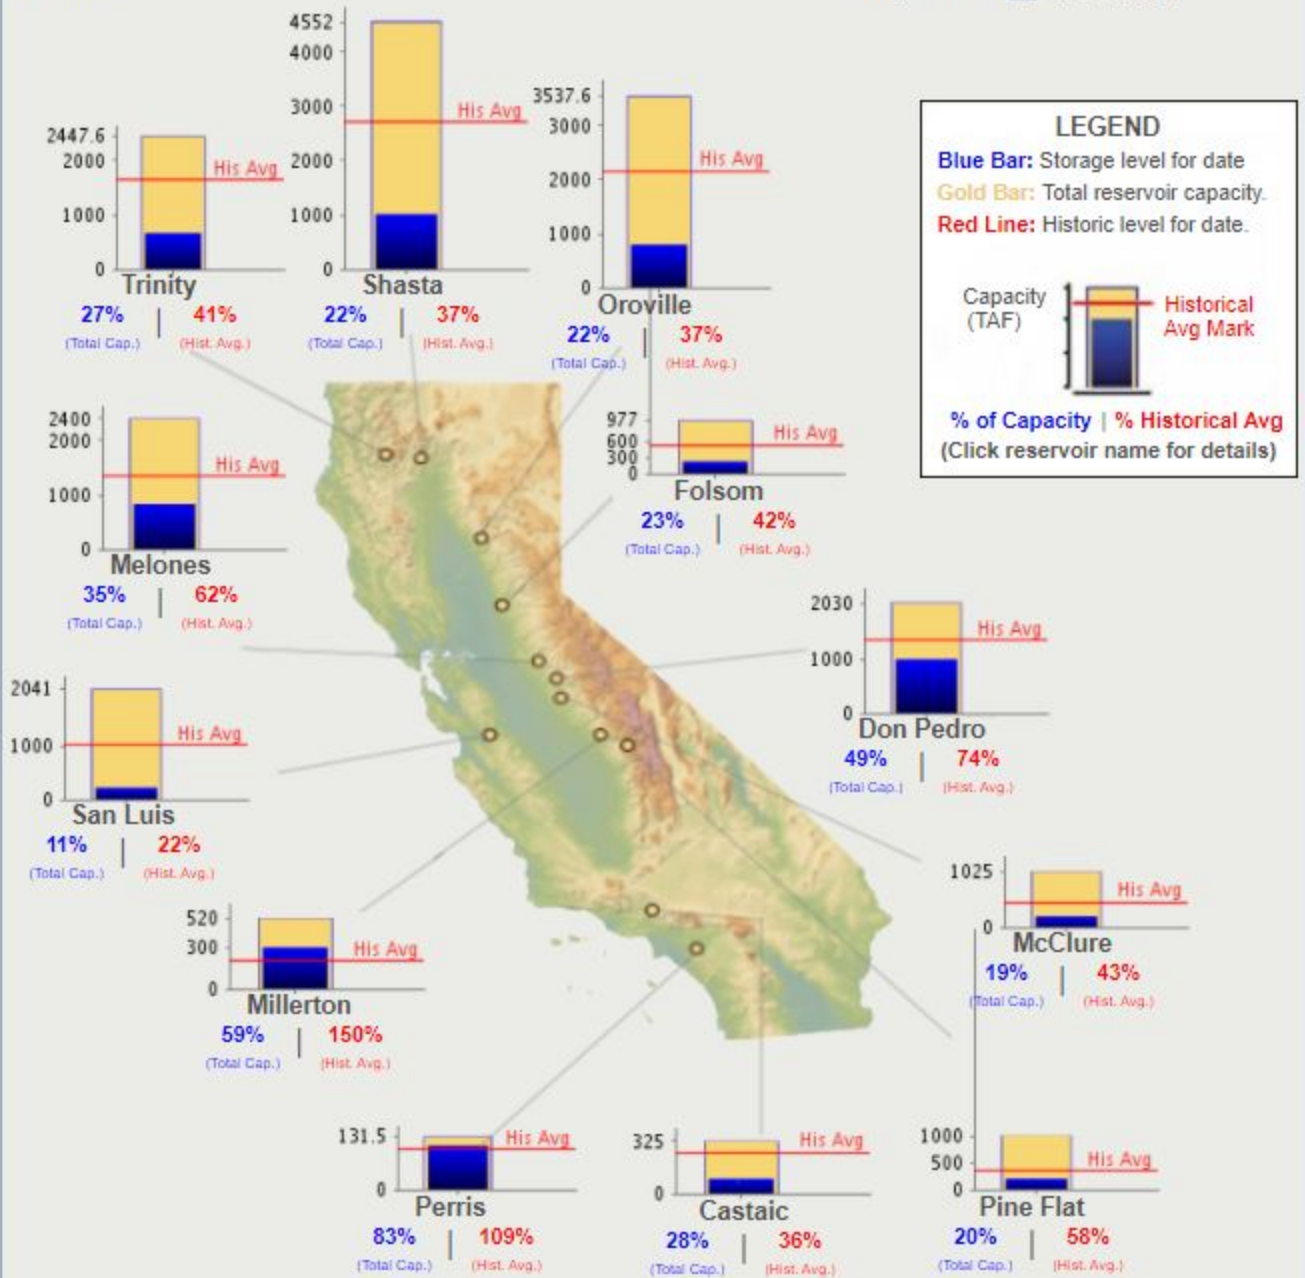 4552
4000
3000
2000
1000
0
His Avg
Shasta
22% | 37%
(Total Cap.) (Hist. Avg.)
2447.6
2000
1000
0
His Avg
Trinity
27% | 41%
(Total Cap.) (Hist. Avg.)
3537.6
3000
2000
1000
0
His Avg
Oroville
22% | 37%
(Total Cap.) (Hist. Avg.)
LEGEND
Blue Bar: Storage level for date
Gold Bar: Total reservoir capacity.
Red Line: Historic level for date.
Capacity
(TAF)
Historical
Avg Mark
% of Capacity | % Historical Avg
(Click reservoir name for details)
2400
2000
1000
0
His Avg
Melones
35% | 62%
(Total Cap.) (Hist. Avg.)
977
600
300
0
His Avg
Folsom
23% | 42%
(Total Cap.) (Hist. Avg.)
2030
1000
0
His Avg
Don Pedro
49% | 74%
(Total Cap.) (Hist. Avg.)
2041
1000
0
His Avg
San Luis
11% | 22%
(Total Cap.) (Hist. Avg.)
1025
0
His Avg
McClure
19% | 43%
(Total Cap.) (Hist. Avg.)
520
300
0
His Avg
Millerton
59% | 150%
(Total Cap.) (Hist. Avg.)
131.5
0
His Avg
Perris
83% | 109%
(Total Cap.) (Hist. Avg.)
325
0
His Avg
Castaic
28% | 36%
(Total Cap.) (Hist. Avg.)
1000
500
0
His Avg
Pine Flat
20% | 58%
(Total Cap.) (Hist. Avg.)